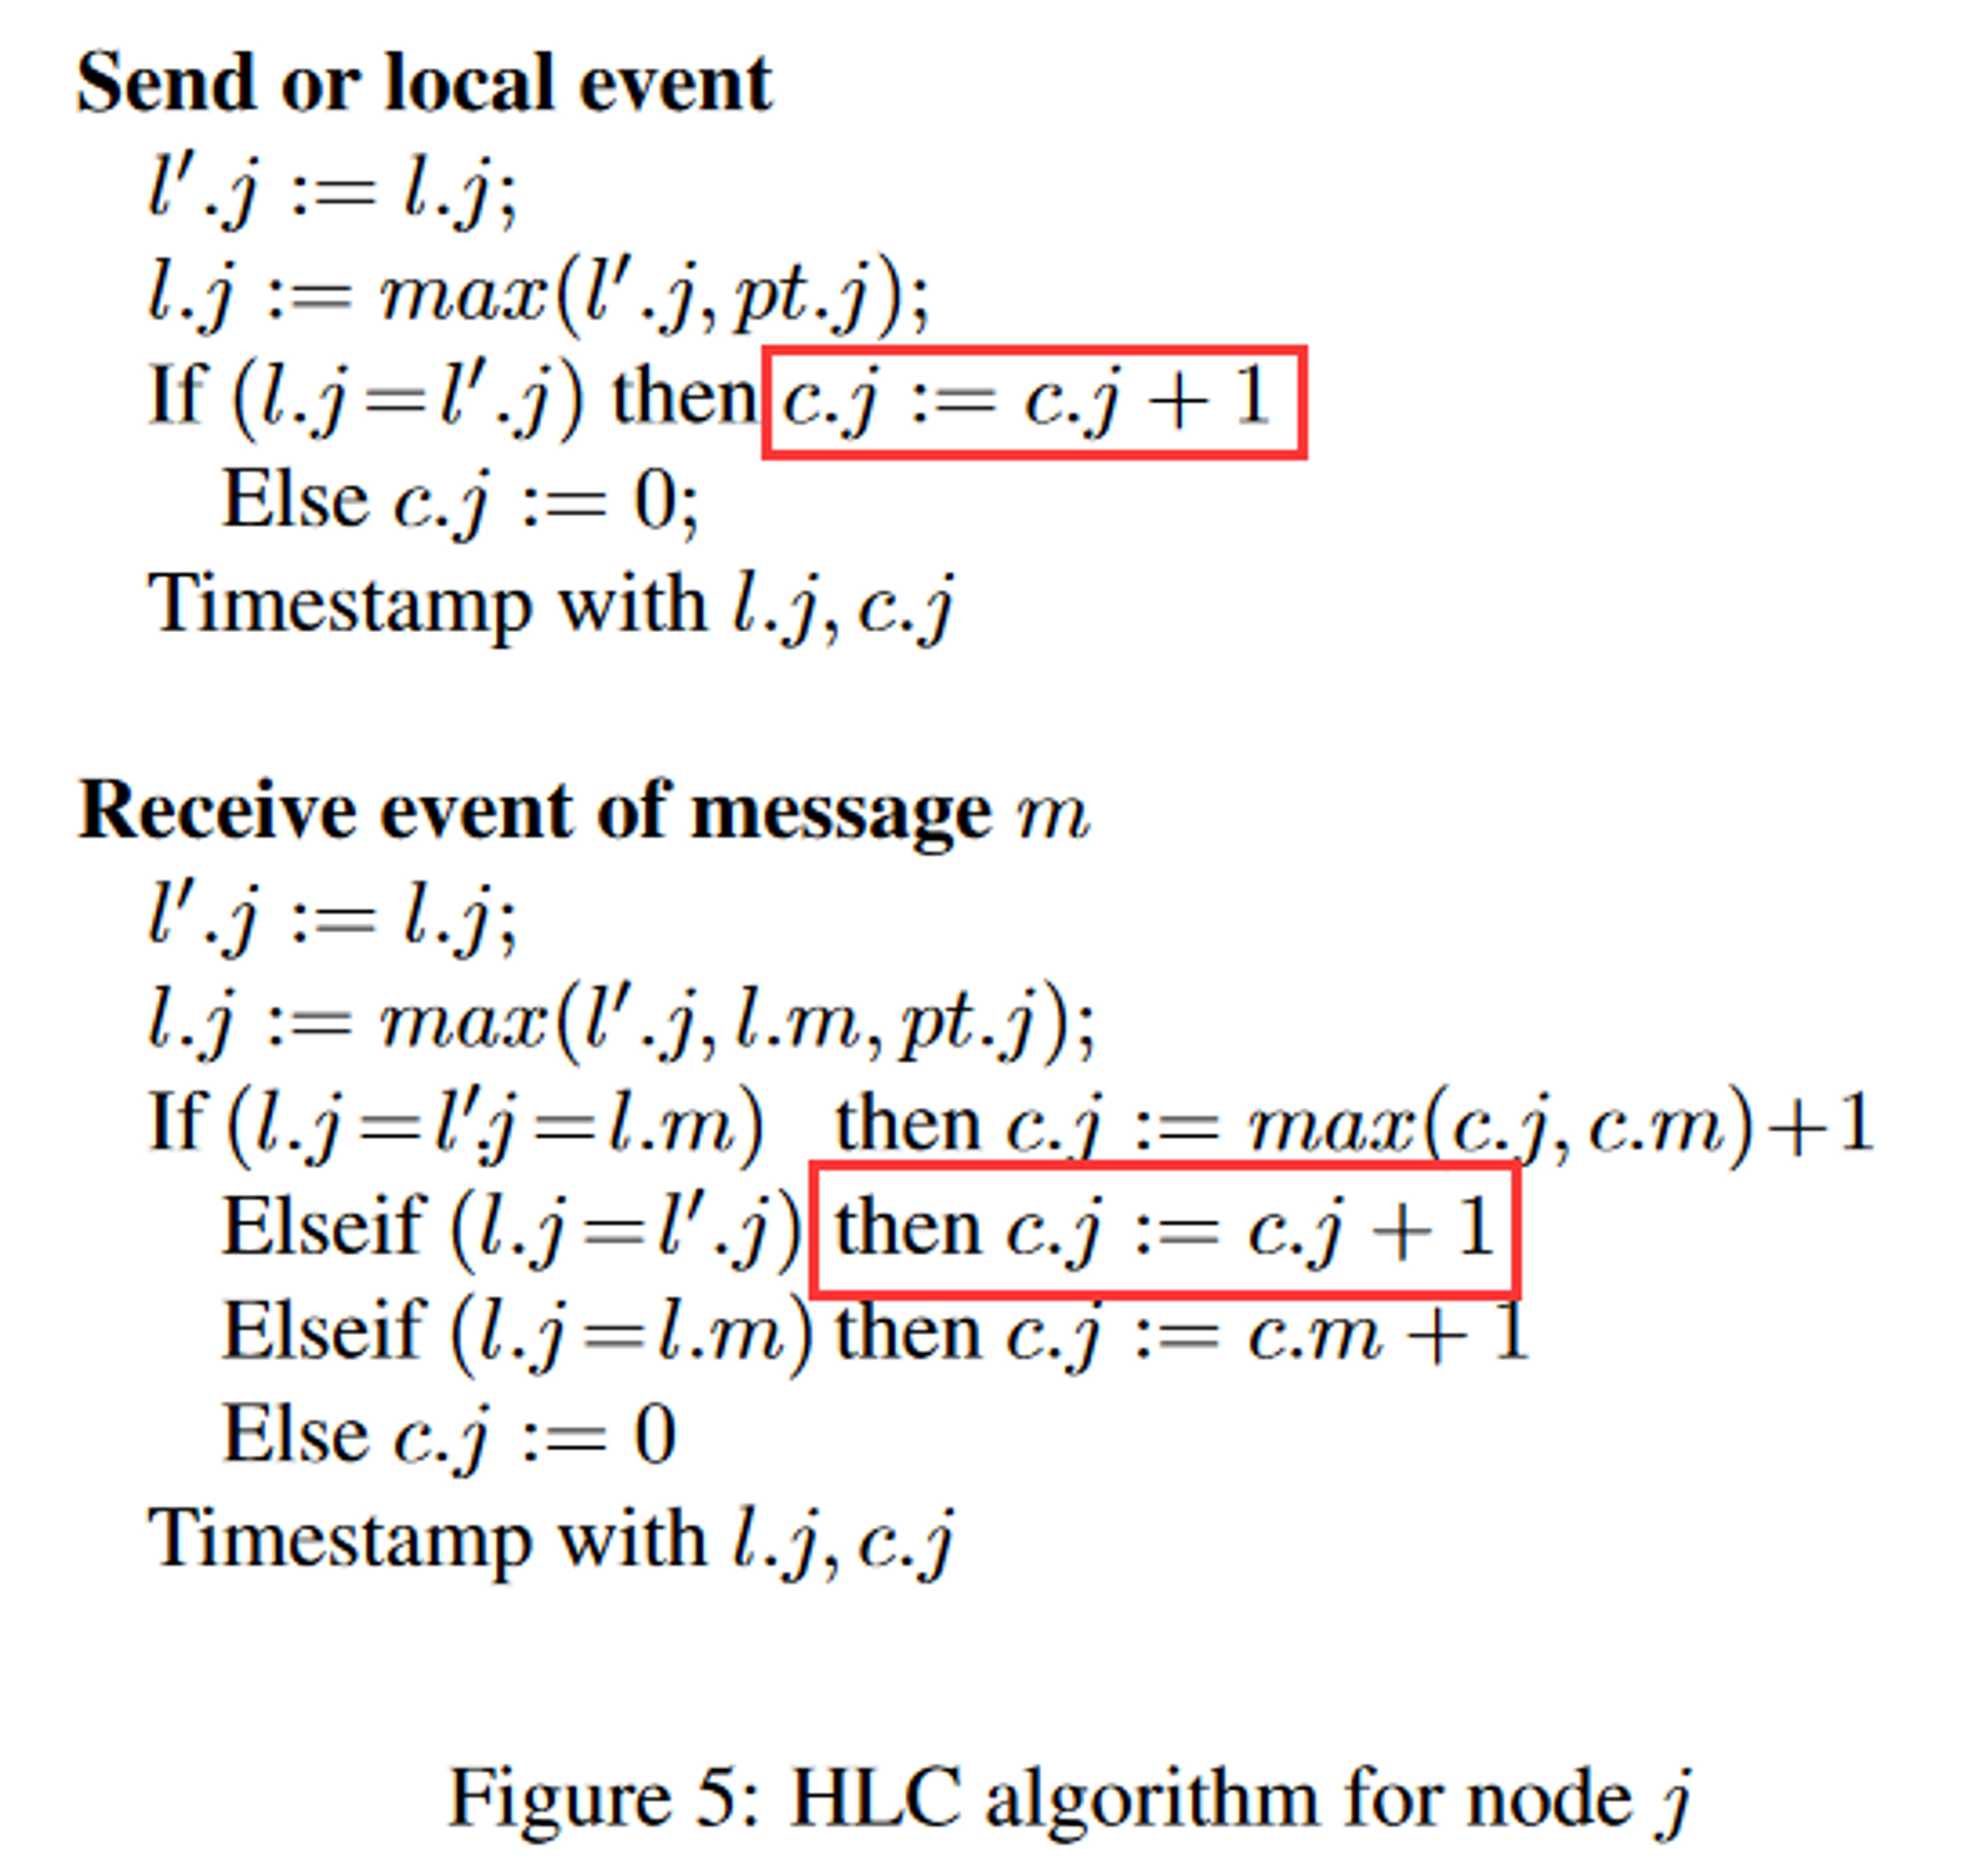 Send or local event
l′.j := l.j;
l.j := max(l′.j, pt.j);
If (l.j=l′.j) then c.j := c.j + 1
Else c.j := 0;
Timestamp with l.j, c.j
Receive event of message m
l′.j := l.j;
l.j := max(l′.j, l.m, pt.j);
If (l.j=l′.j=l.m) then c.j := max(c.j, c.m)+1
Elseif (l.j=l′.j) then c.j := c.j + 1
Elseif (l.j=l.m) then c.j := c.m + 1
Else c.j := 0
Timestamp with l.j, c.j
Figure 5: HLC algorithm for node j